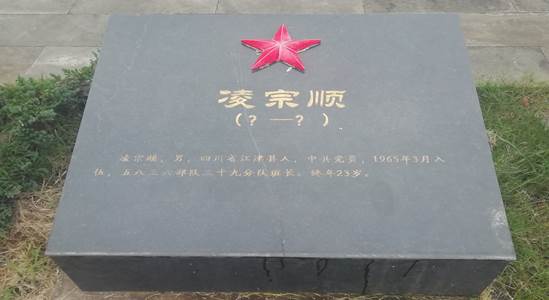 凌宗顺
(?—?)
凌宗顺，男，四川省江津县人，中共党员，1965年3月入
伍，五八三六部队三十九分队班长。终年23岁。